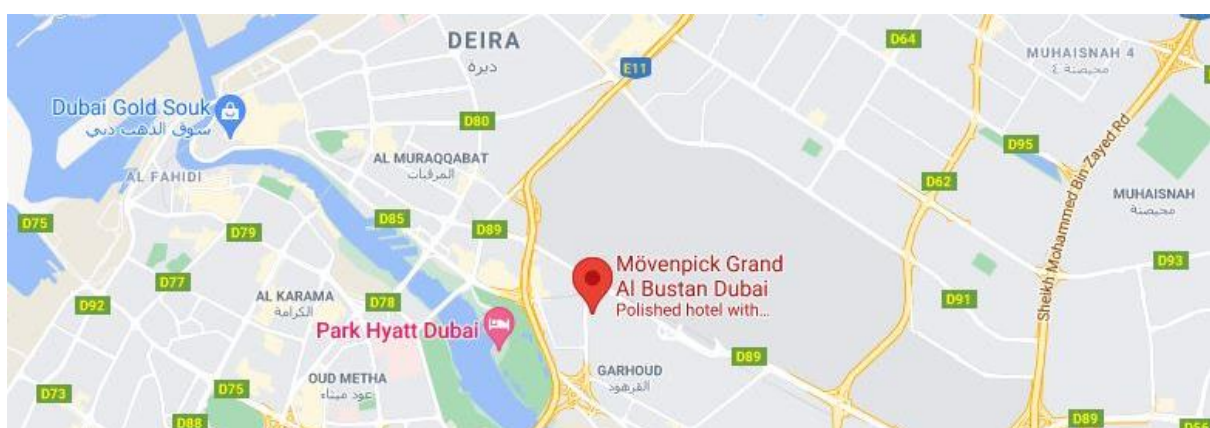 DEIRA
ديرة
E11
D64
MUHAISNAH 4
محيصنة ٤
Dubai Gold Souk
سوق الذهب دبي
D80
D95
AL MURAQQABAT
المرقبات
AL FAHIDI
D62
Sheikh Mohammed Bin Zayed Rd
MUHAISNAH
محيصنة
D75
D79
D85
D89
D77
D93
Mövenpick Grand
Al Bustan Dubai
Polished hotel with...
D92
AL KARAMA
الكرامة
D78
D91
Park Hyatt Dubai
D89
GARHOUD
القرهود
OUD METHA
عود ميثاء
D73
D75
D88
D89